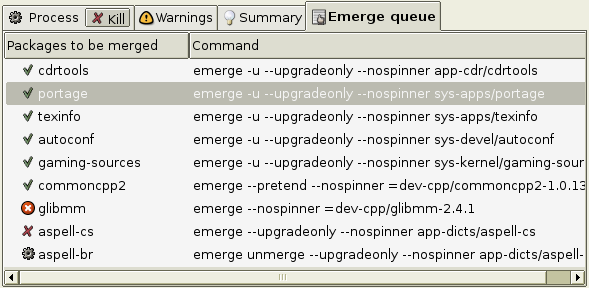 Process Kill Warnings Summary Emerge queue
Packages to be merged Command
cdrtools emerge -u --upgradeonly --nospinner app-cdr/cdrtools
portage emerge -u --upgradeonly --nospinner sys-apps/portage
texinfo emerge -u --upgradeonly --nospinner sys-apps/texinfo
autoconf emerge -u --upgradeonly --nospinner sys-devel/autoconf
gaming-sources emerge -u --upgradeonly --nospinner sys-kernel/gaming-sour
commoncpp2 emerge --pretend --nospinner =dev-cpp/commoncpp2-1.0.13
glibmm emerge --nospinner =dev-cpp/glibmm-2.4.1
aspell-cs emerge --upgradeonly --nospinner app-dicts/aspell-cs
aspell-br emerge unmerge --upgradeonly --nospinner app-dicts/aspell-